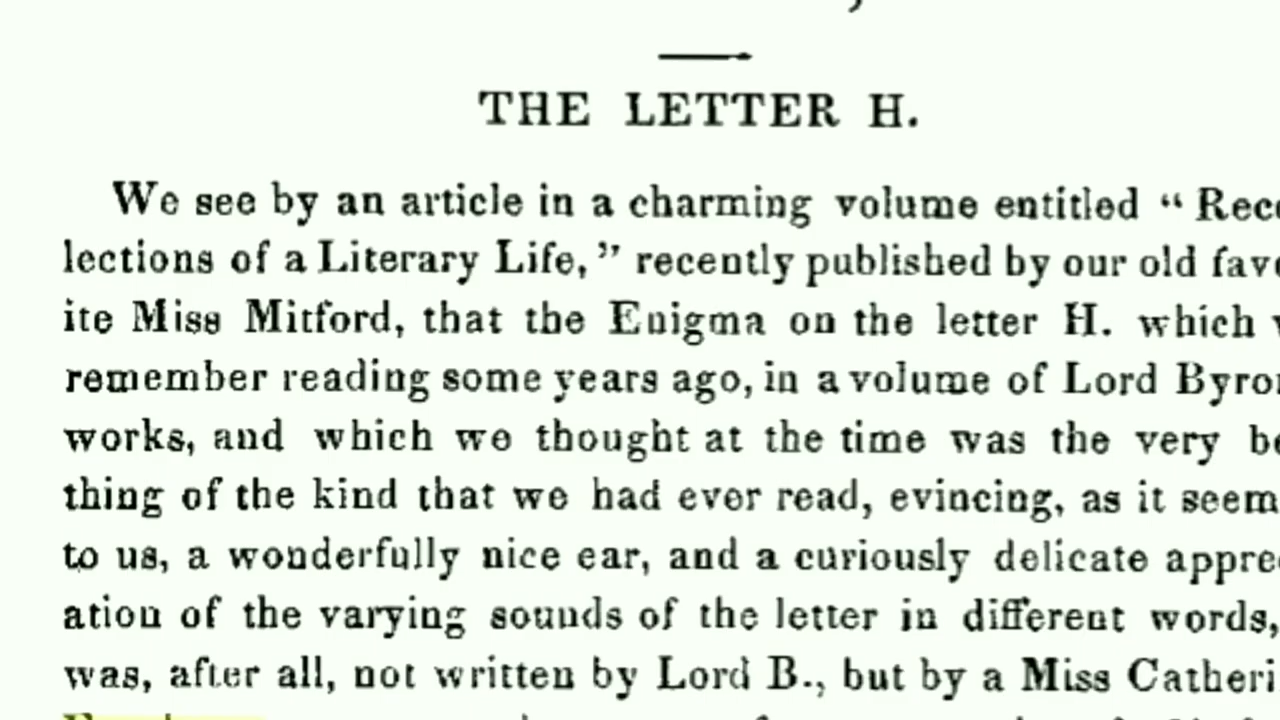 THE LETTER H.
We see by an article in a charming volume entitled “ Reco
lections of a Literary Life, ” recently published by our old favo
ite Miss Mitford, that the Enigma on the letter H. which w
remember reading some years ago, in a volume of Lord Byron
works, and which we thought at the time was the very be
thing of the kind that we had ever read, evincing, as it seem
to us, a wonderfully nice ear, and a curiously delicate appre
ation of the varying sounds of the letter in different words,
was, after all, not written by Lord B., but by a Miss Catheri